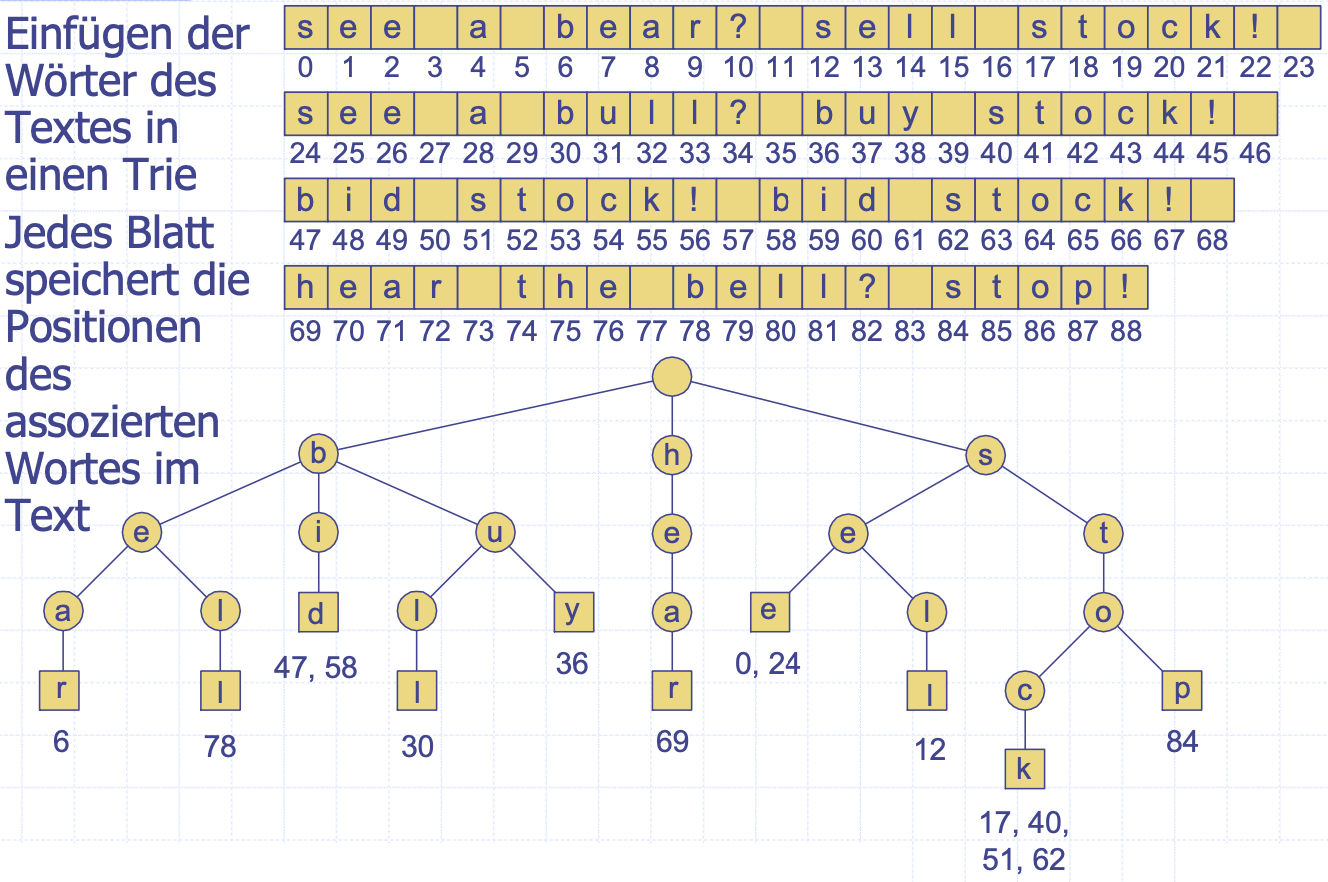 Einfügen der
Wörter des
Textes in
einen Trie
Jedes Blatt
speichert die
Positionen
des
assozierten
Wortes im
Text
s e e a b e a r ? s e l l s t o c k !
0 1 2 3 4 5 6 7 8 9 10 11 12 13 14 15 16 17 18 19 20 21 22 23
s e e a b u l l ? b u y s t o c k !
24 25 26 27 28 29 30 31 32 33 34 35 36 37 38 39 40 41 42 43 44 45 46
b i d s t o c k ! b i d s t o c k !
47 48 49 50 51 52 53 54 55 56 57 58 59 60 61 62 63 64 65 66 67 68
h e a r t h e b e l l ? s t o p !
69 70 71 72 73 74 75 76 77 78 79 80 81 82 83 84 85 86 87 88
b h s
e i u e e t
a l d l y a e l o
47, 58 36 0, 24
r l l r l c p
6 78 30 69 12 84
k
17, 40,
51, 62